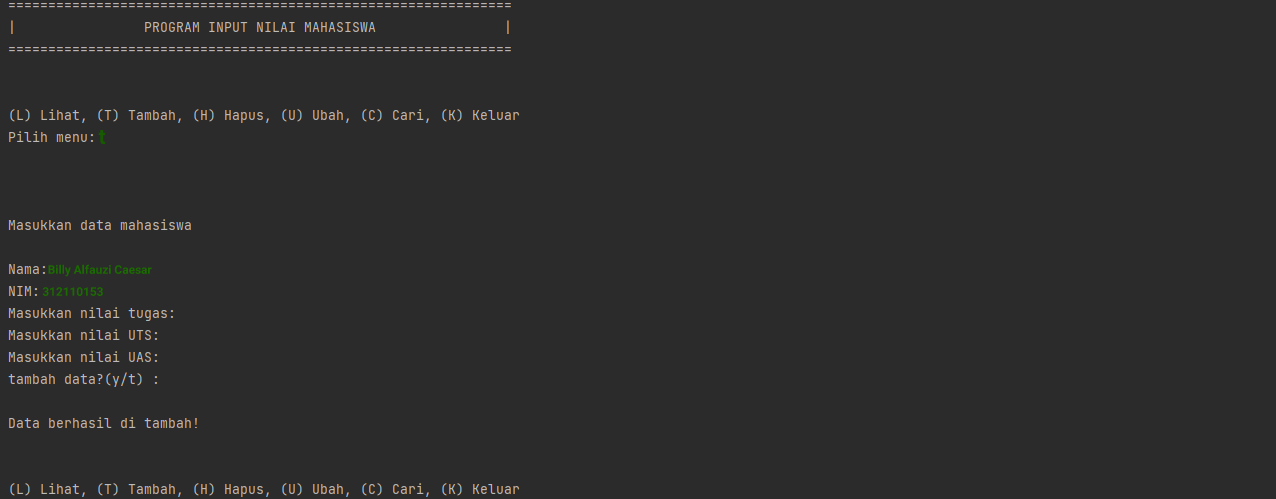 ===============================================================
|                PROGRAM INPUT NILAI MAHASISWA                |
===============================================================
(L) Lihat, (T) Tambah, (H) Hapus, (U) Ubah, (C) Cari, (K) Keluar
Pilih menu: t
Masukkan data mahasiswa
Nama:Billy Alfauzi Caesar
NIM: 312110153
Masukkan nilai tugas:
Masukkan nilai UTS:
Masukkan nilai UAS:
tambah data?(y/t) :
Data berhasil di tambah!
(L) Lihat, (T) Tambah, (H) Hapus, (U) Ubah, (C) Cari, (K) Keluar